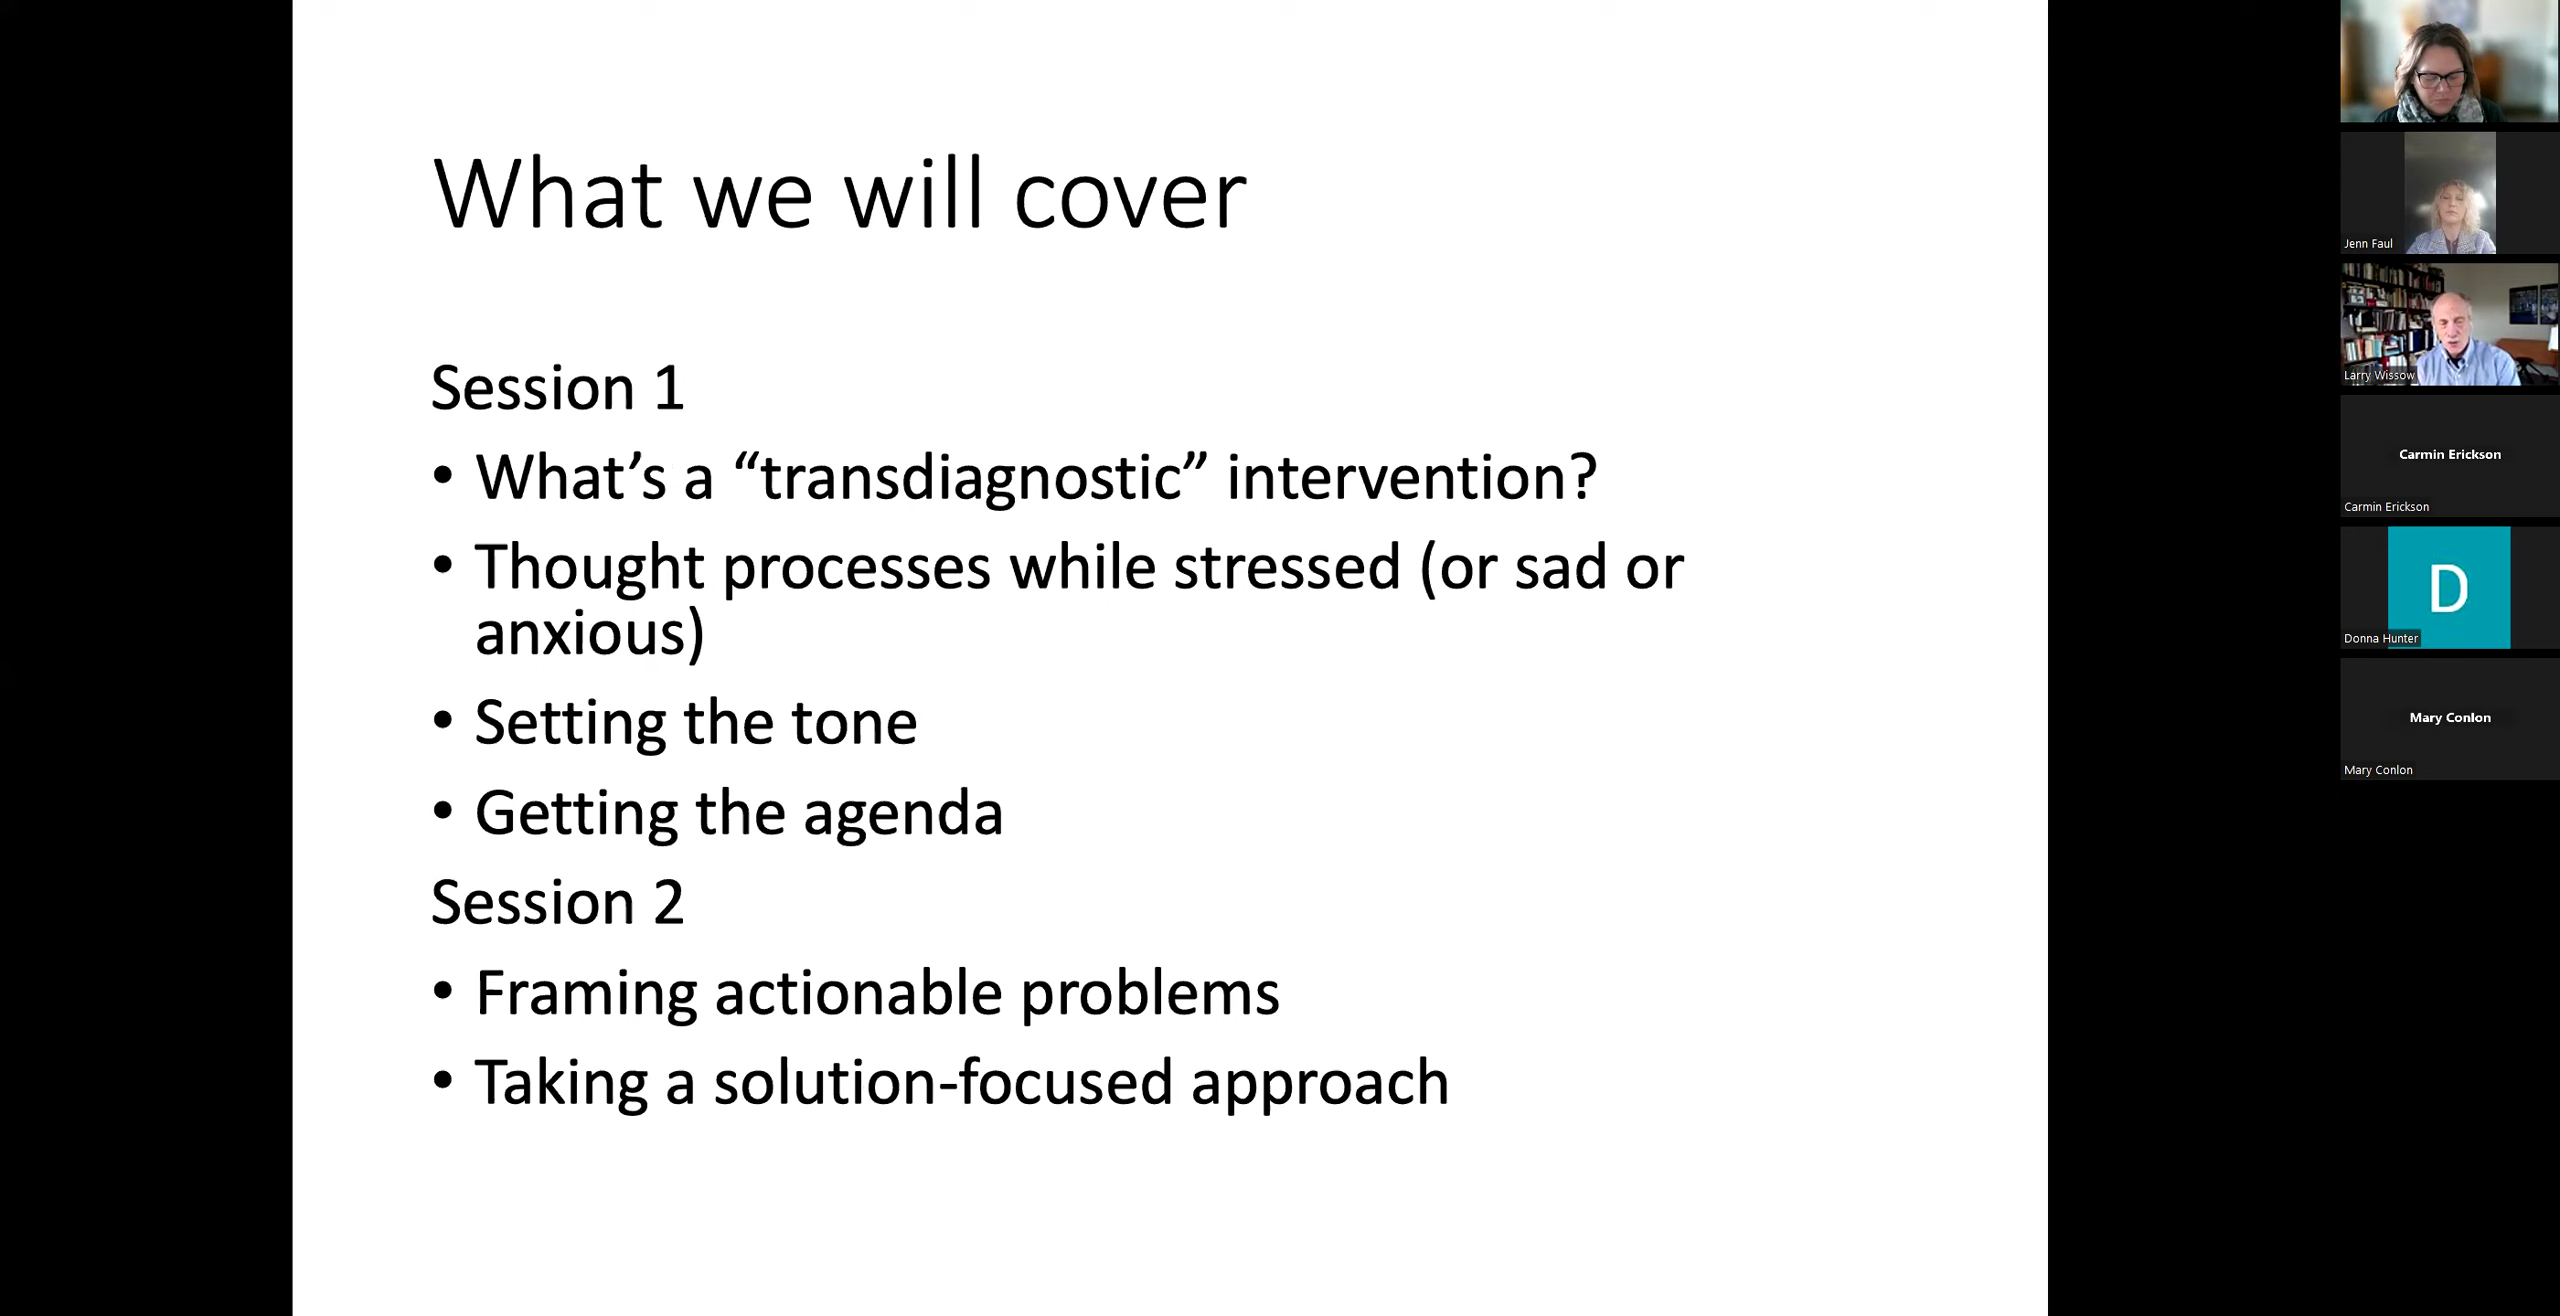 What we will cover
Session 1
• What’s a “transdiagnostic” intervention?
• Thought processes while stressed (or sad or
anxious)
• Setting the tone
• Getting the agenda
Session 2
• Framing actionable problems
• Taking a solution-focused approach
Jenn Faul
Larry Wissow
Carmin Erickson
Carmin Erickson
D
Donna Hunter
Mary Conlon
Mary Conlon